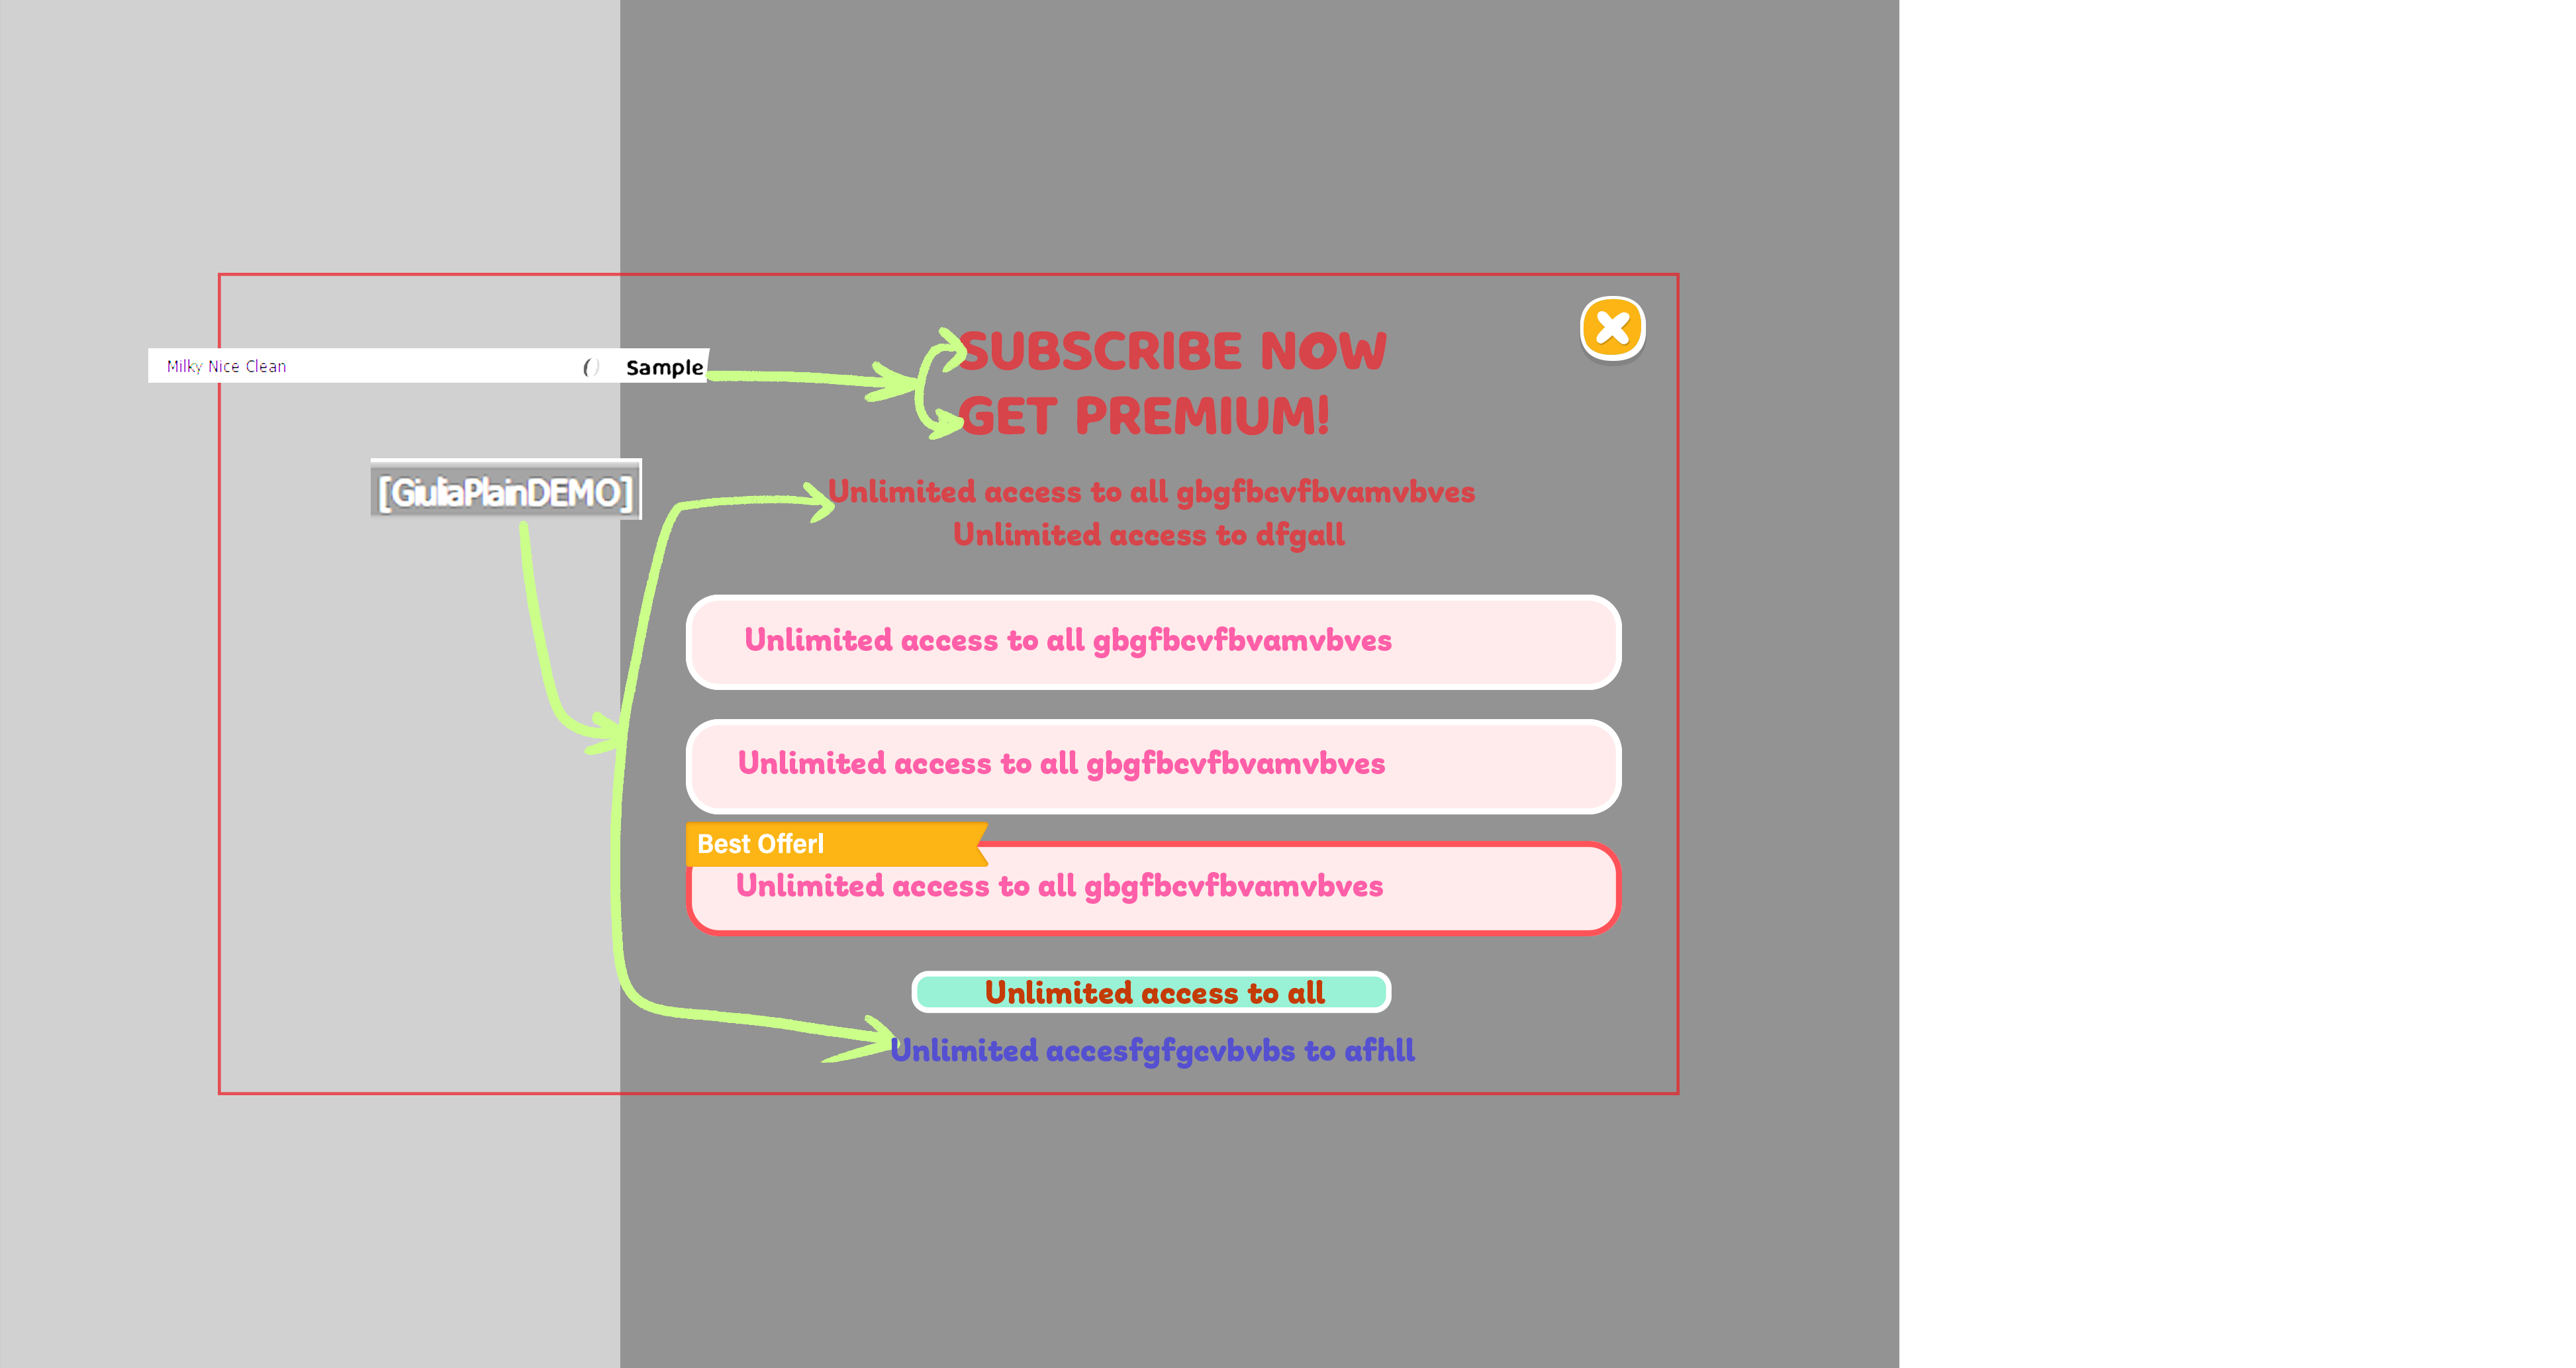 SUBSCRIBE NOW
GET PREMIUM!
Milky Nice Clean () Sample
[GiuliaPlainDEMO]
Unlimited access to all gbgfbcvfbvamvbves
Unlimited access to dfgall
Unlimited access to all gbgfbcvfbvamvbves
Unlimited access to all gbgfbcvfbvamvbves
Best Offerl
Unlimited access to all gbgfbcvfbvamvbves
Unlimited access to all
Unlimited accesfgfgcvbvbs to afhll